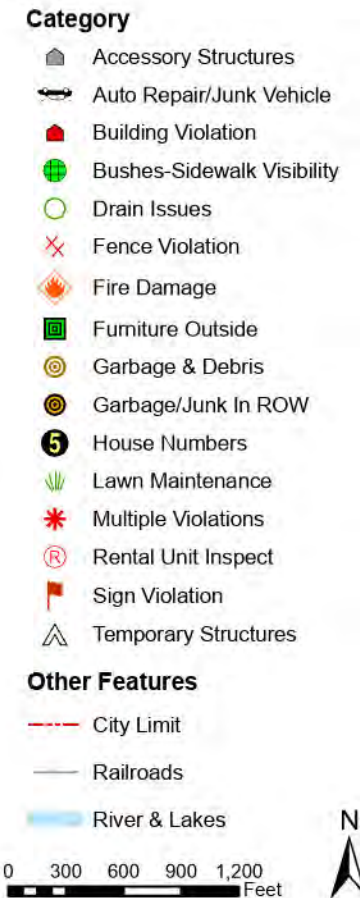 Category
Accessory Structures
Auto Repair/Junk Vehicle
Building Violation
Bushes-Sidewalk Visibility
Drain Issues
Fence Violation
Fire Damage
Furniture Outside
Garbage & Debris
Garbage/Junk In ROW
5 House Numbers
Lawn Maintenance
Multiple Violations
R Rental Unit Inspect
Sign Violation
Temporary Structures
Other Features
City Limit
Railroads
River & Lakes
N
0 300 600 900 1,200
Feet